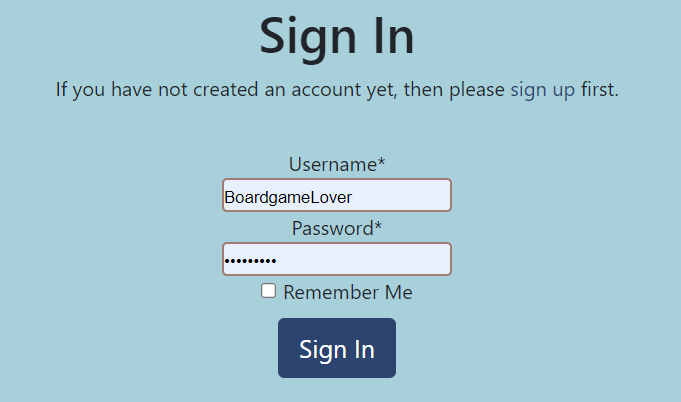 Sign In
If you have not created an account yet, then please sign up first.
Username*
BoardgameLover
Password*
•••••••••
Remember Me
Sign In